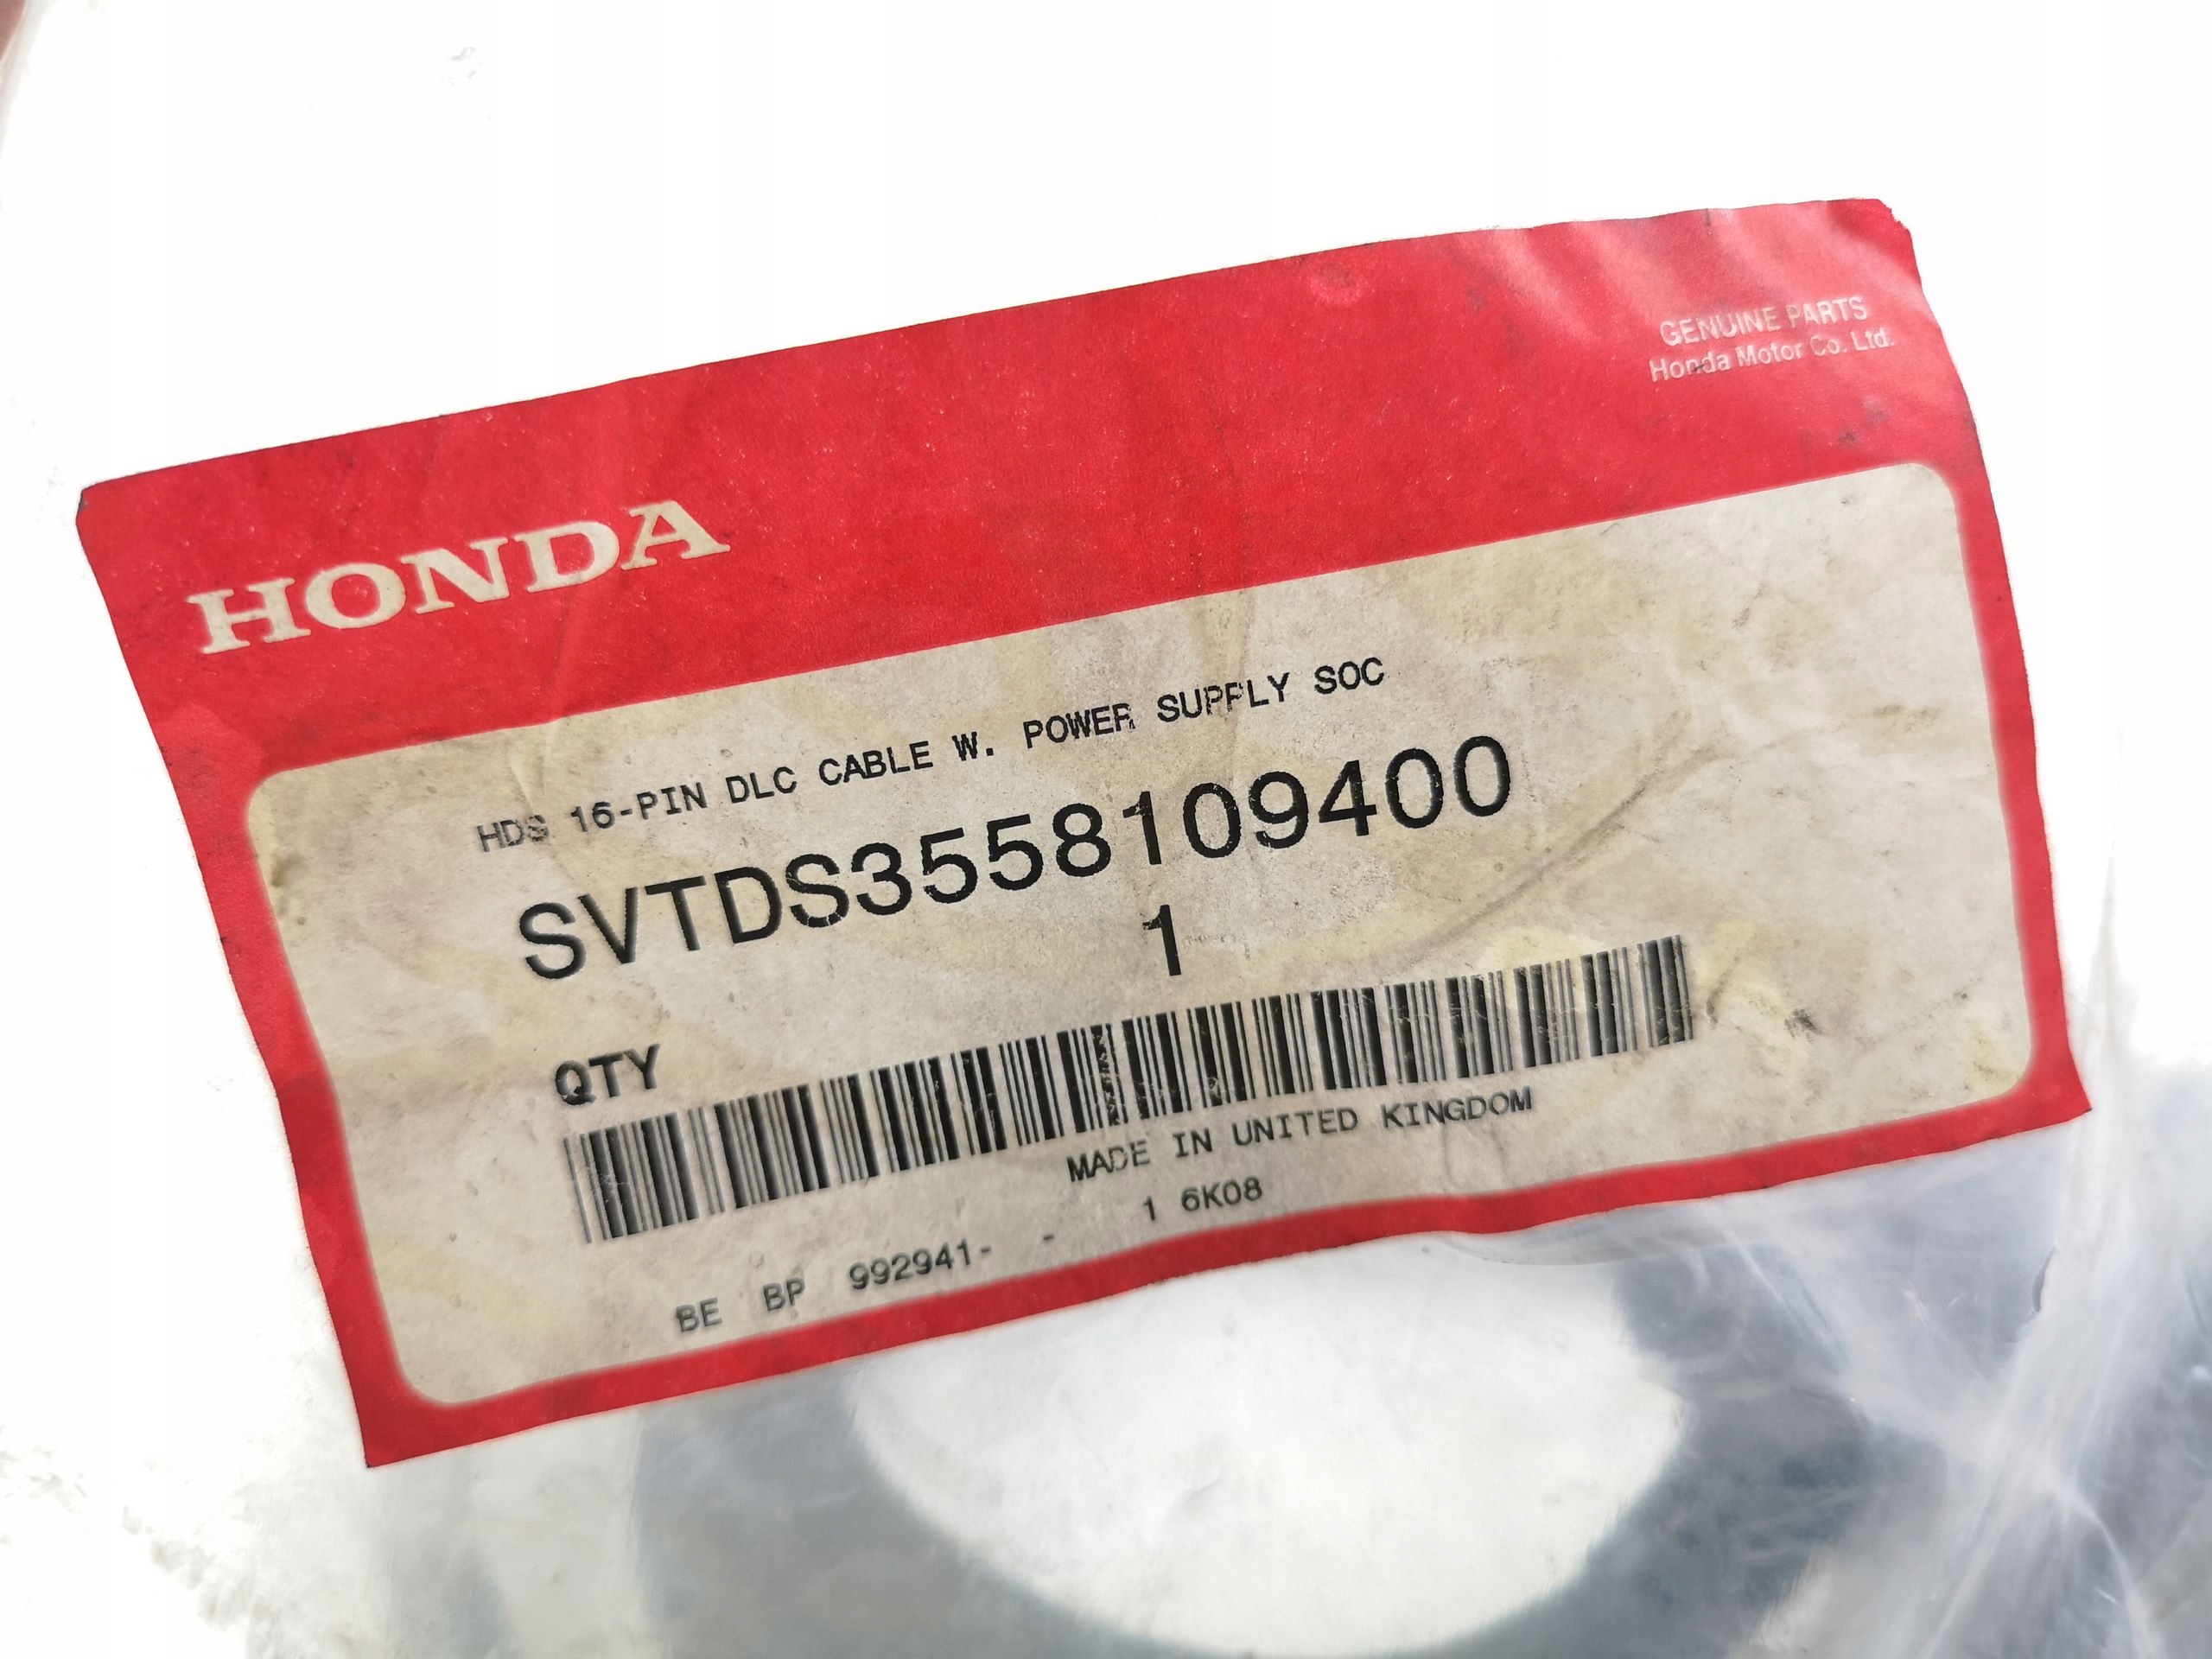 GENUINE PARTS
Honda Motor Co. Ltd.
HONDA
HDS 16-PIN DLC CABLE W. POWER SUPPLY SOC
SVTDS3558109400
QTY 1
MADE IN UNITED KINGDOM
BE BP 992941- - 1 6K08